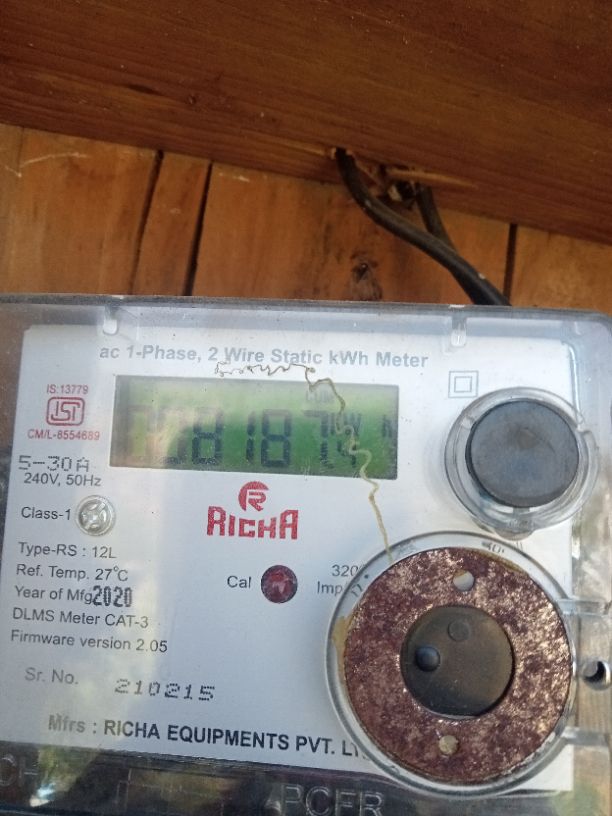 ac 1-Phase, 2 Wire Static kWh Meter
IS:13779
ISI
CM/L-8554689
5-30A
240V, 50Hz
Class-1
RICHA
Type-RS : 12L
Ref. Temp. 27°C
Year of Mfg 2020
DLMS Meter CAT-3
Firmware version 2.05
Cal
Imp
Sr. No. 210215
Mfrs : RICHA EQUIPMENTS PVT.